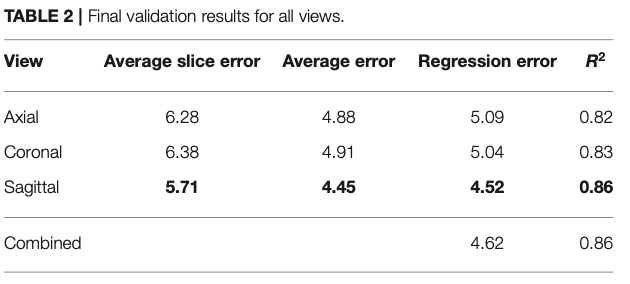 TABLE 2 | Final validation results for all views.
View Average slice error Average error Regression error R²
Axial 6.28 4.88 5.09 0.82
Coronal 6.38 4.91 5.04 0.83
Sagittal 5.71 4.45 4.52 0.86
Combined 4.62 0.86